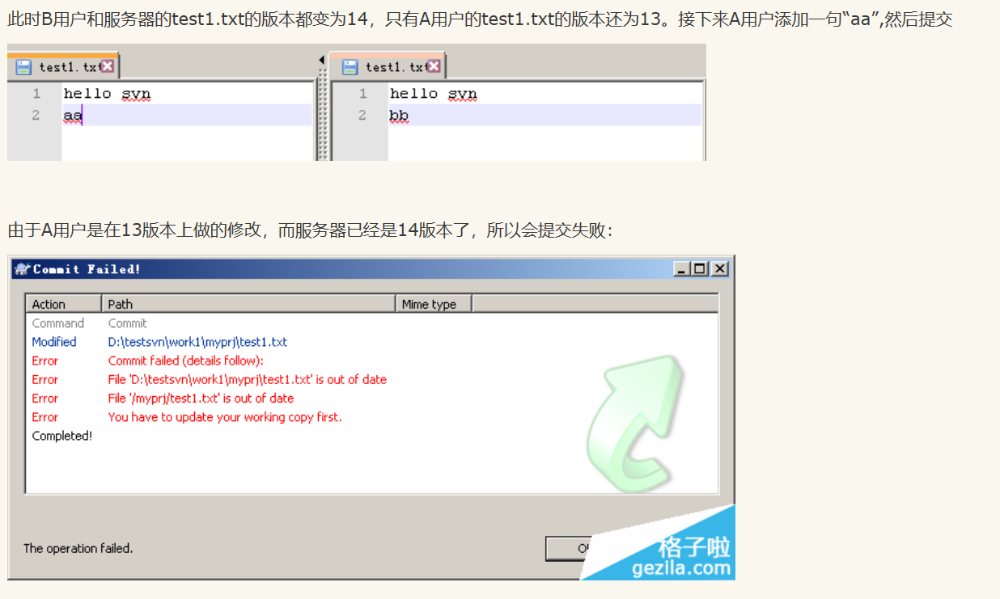 此时B用户和服务器的test1.txt的版本都变为14，只有A用户的test1.txt的版本还为13。接下来A用户添加一句“aa”,然后提交
test1.txt test1.txt
1 hello svn 1 hello svn
2 aa 2 bb
由于A用户是在13版本上做的修改，而服务器已经是14版本了，所以会提交失败：
Commit Failed!
Action Path Mime type
Command Commit
Modified D:\testsvn\work1\myprj\test1.txt
Error Commit failed (details follow):
Error File 'D:\testsvn\work1\myprj\test1.txt' is out of date
Error File '/myprj/test1.txt' is out of date
Error You have to update your working copy first.
Completed!
The operation failed.
格子啦
gezila.com